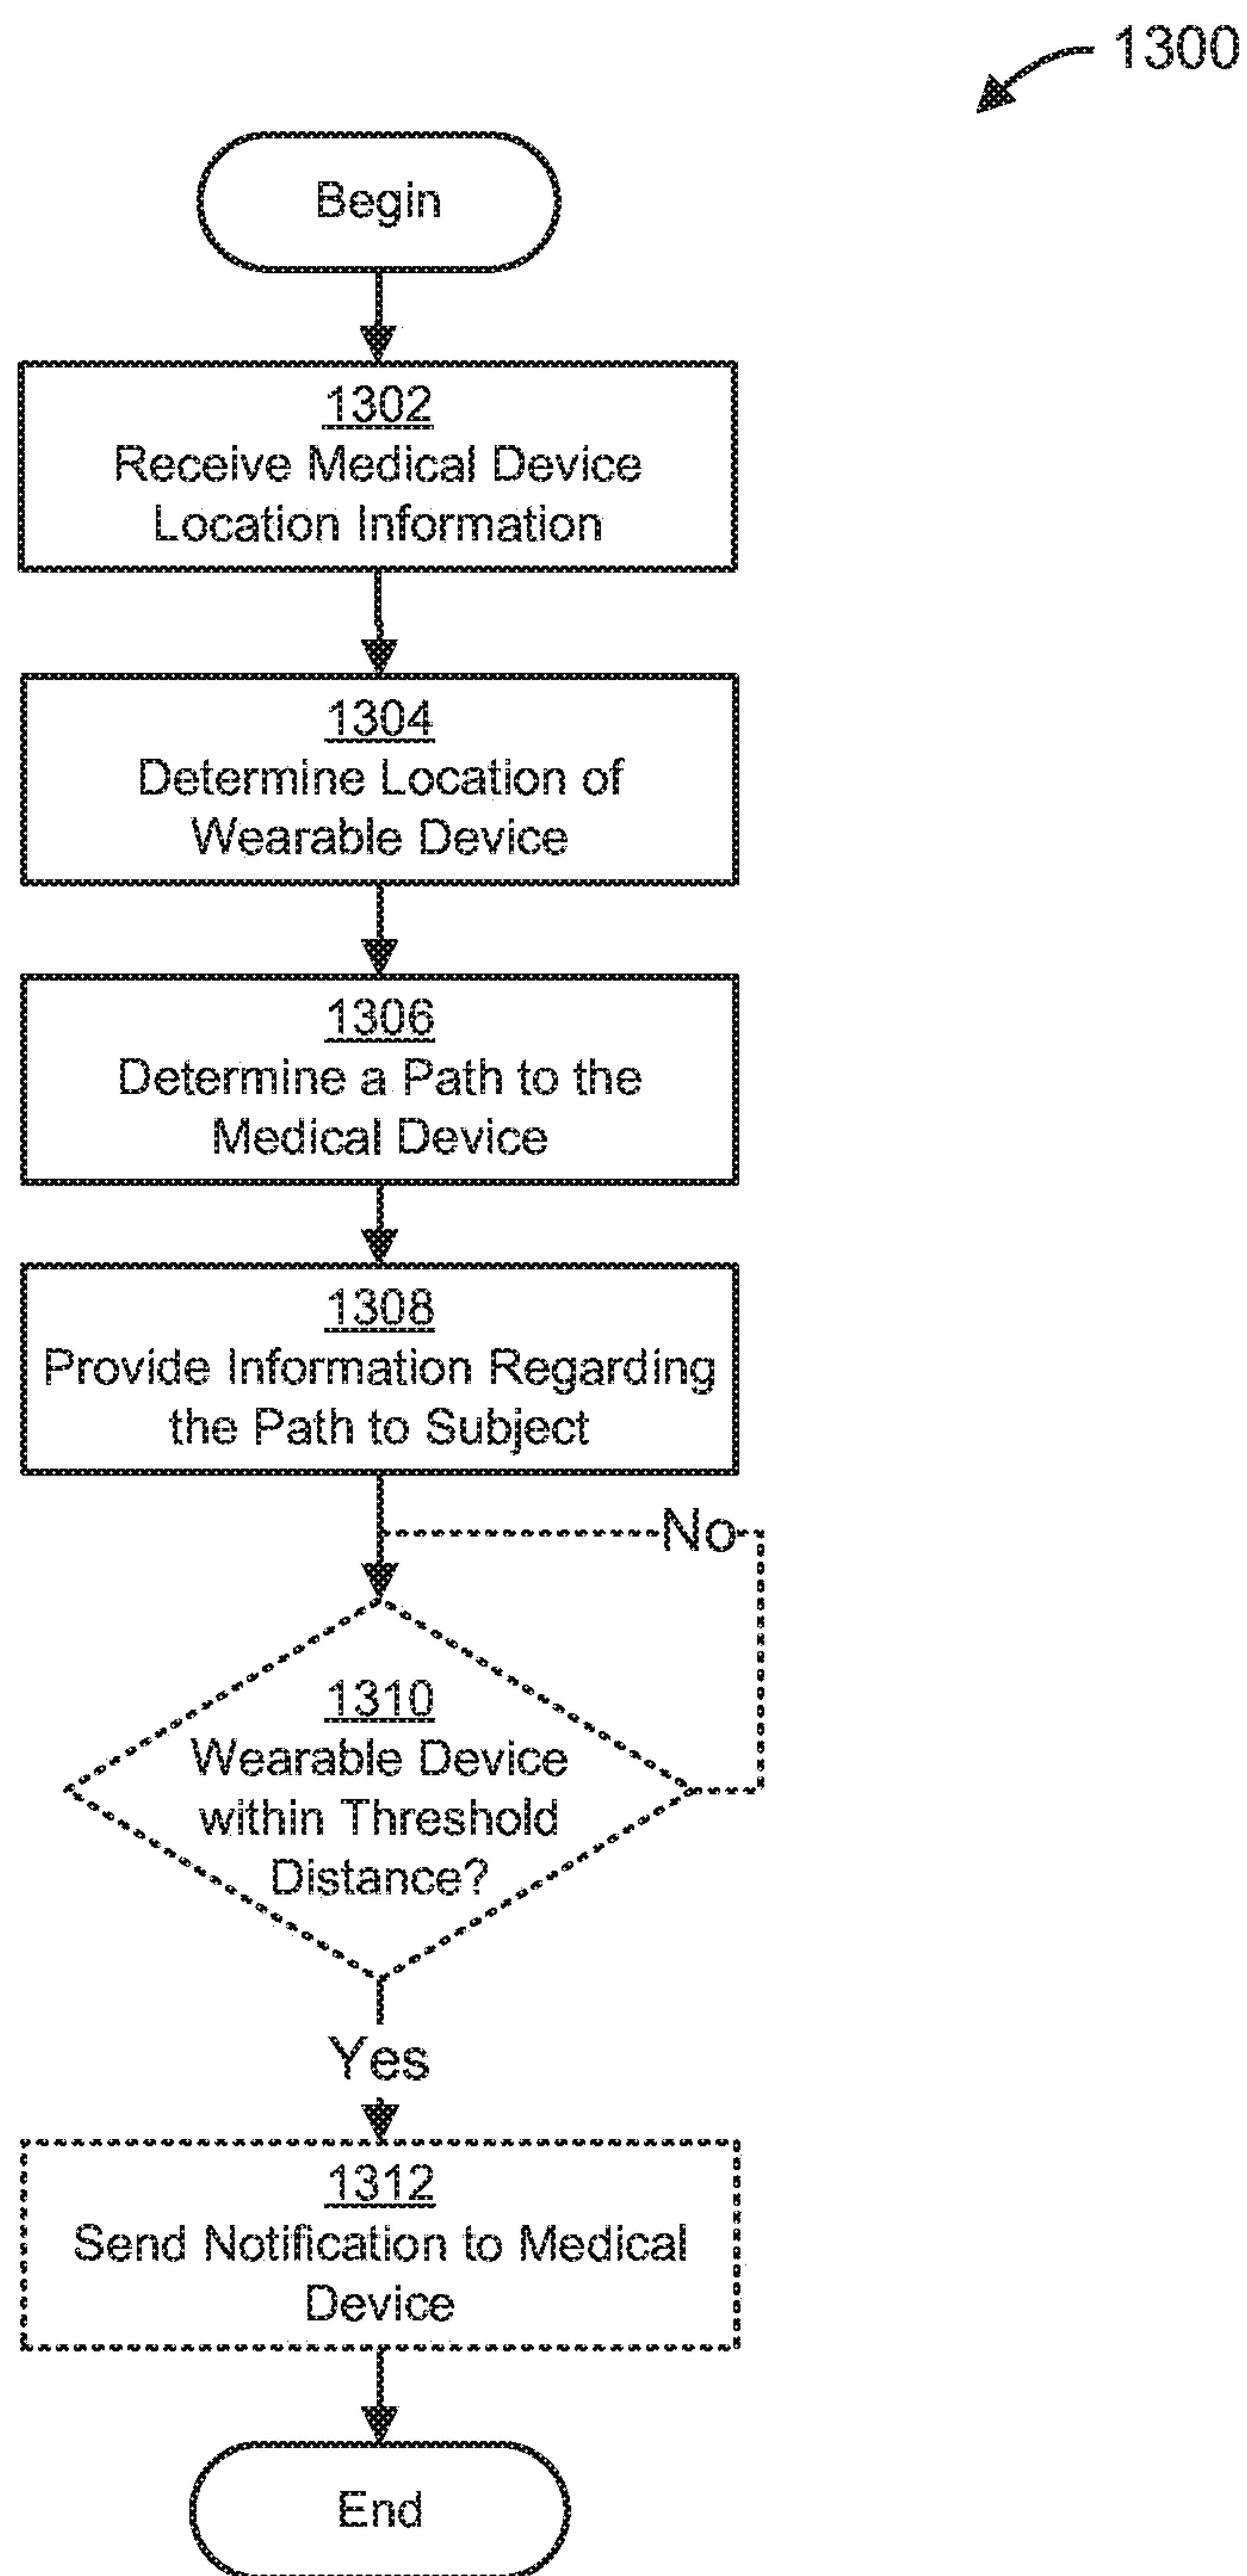 1300
Begin
1302
Receive Medical Device
Location Information
1304
Determine Location of
Wearable Device
1306
Determine a Path to the
Medical Device
1308
Provide Information Regarding
the Path to Subject
No
1310
Wearable Device
within Threshold
Distance?
Yes
1312
Send Notification to Medical
Device
End